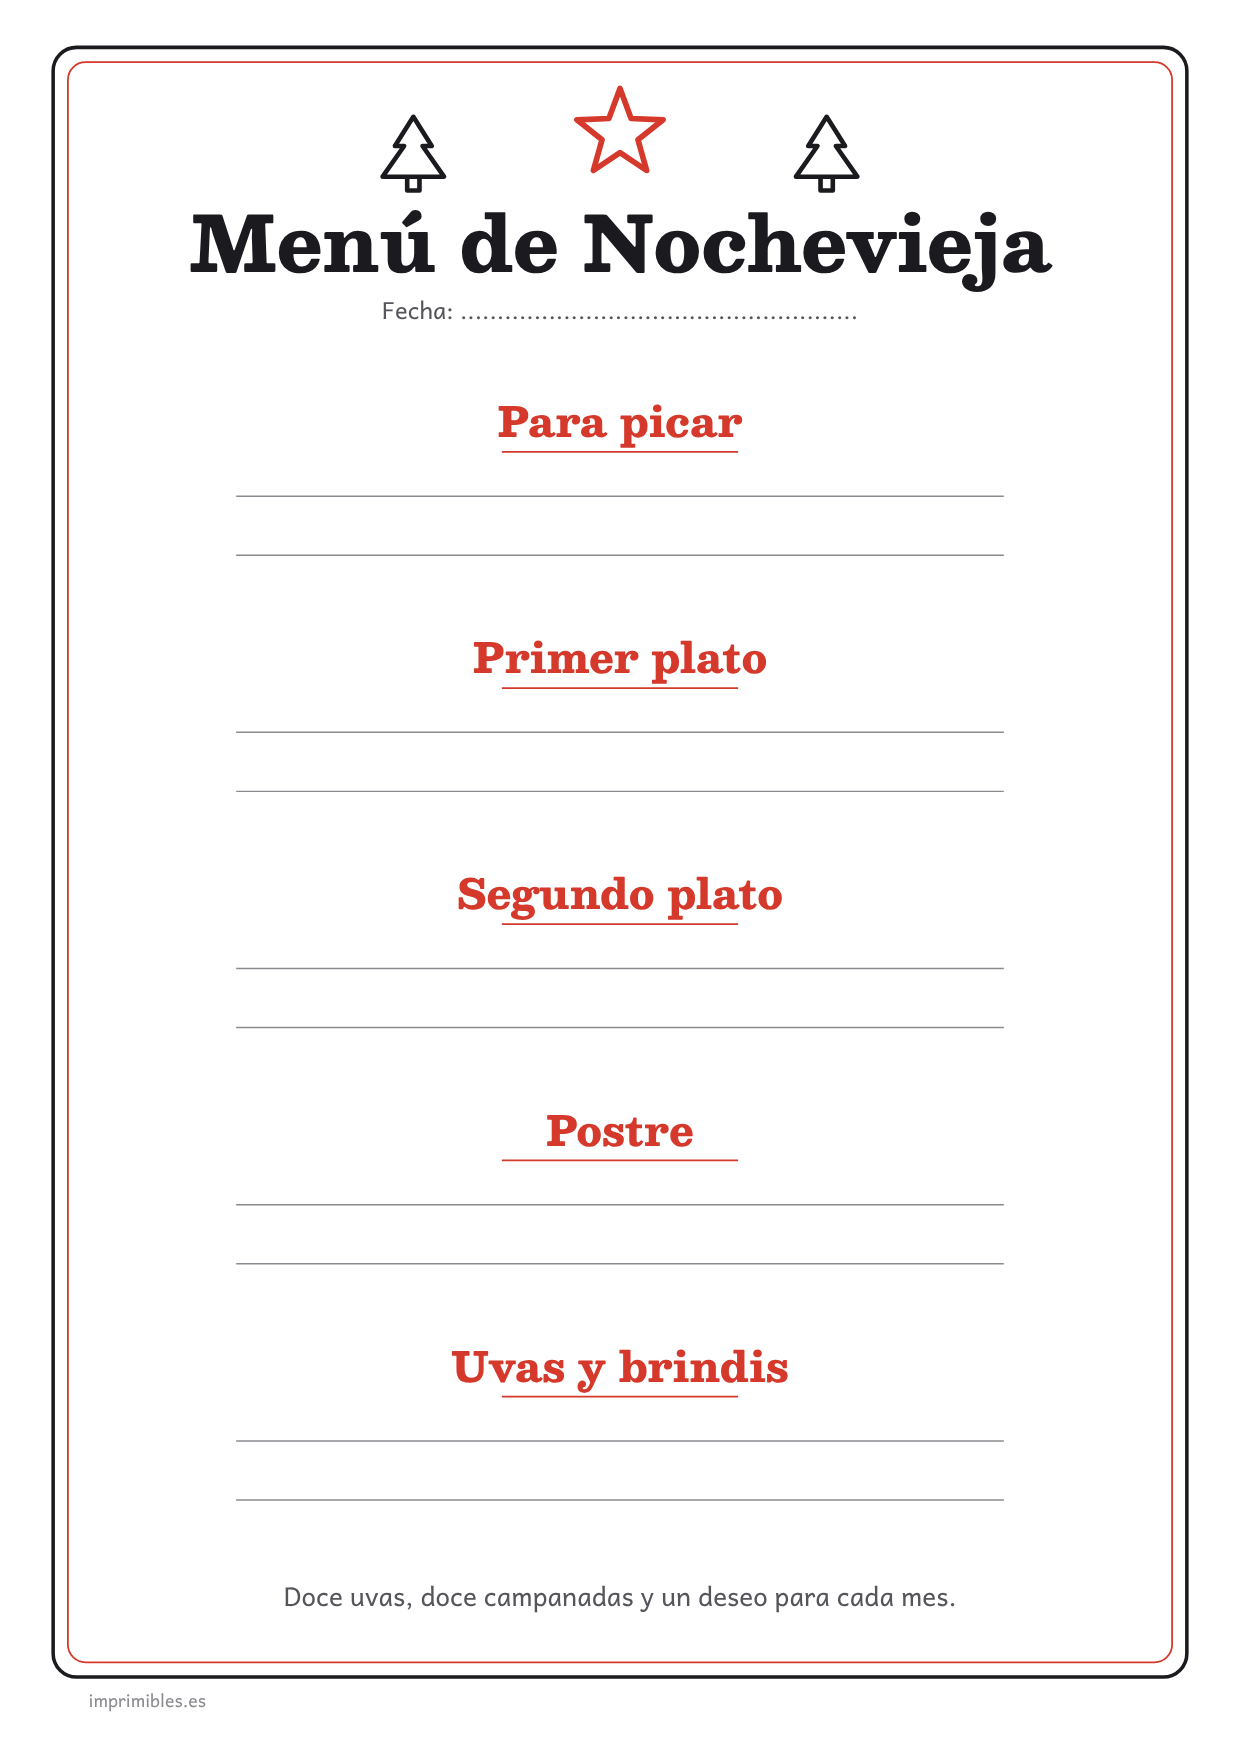 Menú de Nochevieja
Fecha: ......................................................
Para picar
Primer plato
Segundo plato
Postre
Uvas y brindis
Doce uvas, doce campanadas y un deseo para cada mes.
imprimibles.es